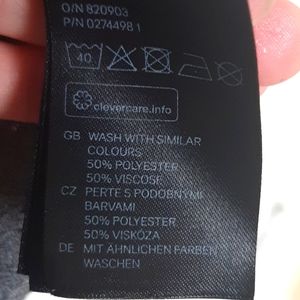 O/N 820903
P/N 0274498 1
40
clevercare.info
GB WASH WITH SIMILAR
COLOURS
50% POLYESTER
50% VISCOSE
CZ PERTE S PODOBNÝMI
BARVAMI
50% POLYESTER
50% VISKÓZA
DE MIT ÄHNLICHEN FARBEN
WASCHEN